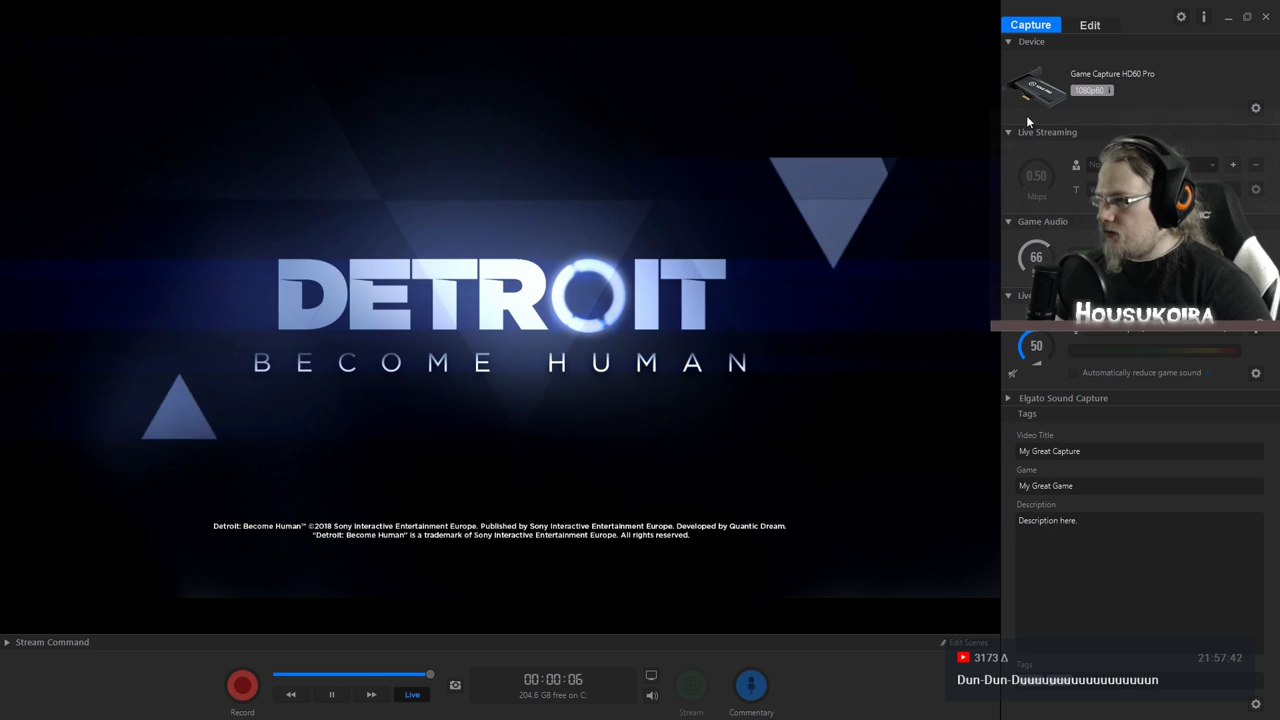 Capture
Edit
Device
Game Capture HD60 Pro
1080p60 i
Live Streaming
0.50
Mbps
T
Game Audio
66
HOUSUKOIRA
50
Automatically reduce game sound
Elgato Sound Capture
Tags
Video Title
My Great Capture
Game
My Great Game
Description
Description here.
DETROIT
BECOME HUMAN
Detroit: Become Human™ ©2018 Sony Interactive Entertainment Europe. Published by Sony Interactive Entertainment Europe. Developed by Quantic Dream.
"Detroit: Become Human" is a trademark of Sony Interactive Entertainment Europe. All rights reserved.
Stream Command
Edit Scenes
Tags
3173 Δ
21:57:42
Dun-Dun-Duuuuuuuuuuuuuuuuuun
00:00:06
204.6 GB free on C:
Live
Record
Stream
Commentary